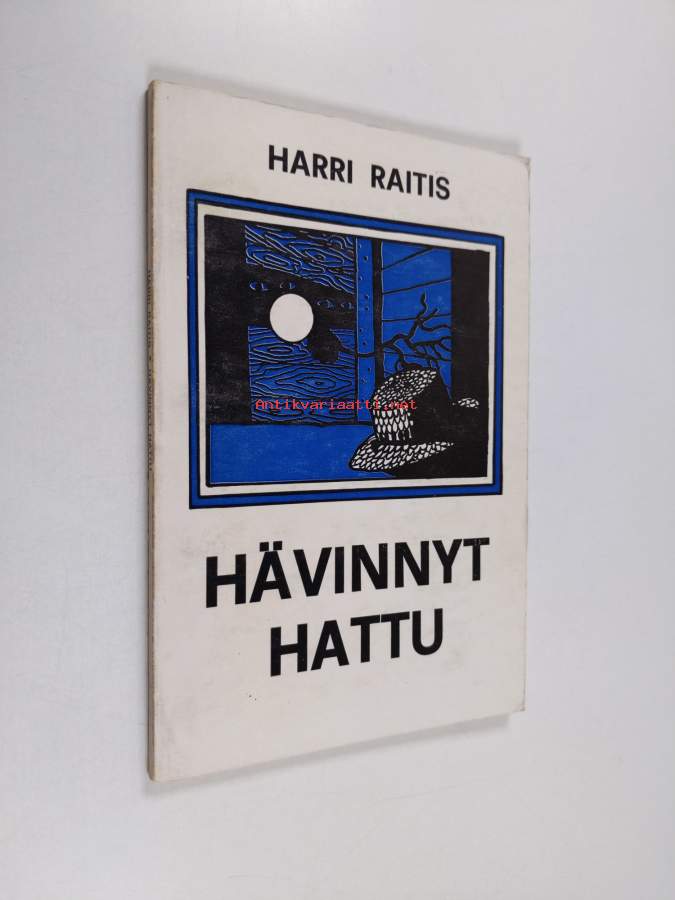 HARRI RAITIS
Antikvariaatti.net
HÄVINNYT
HATTU